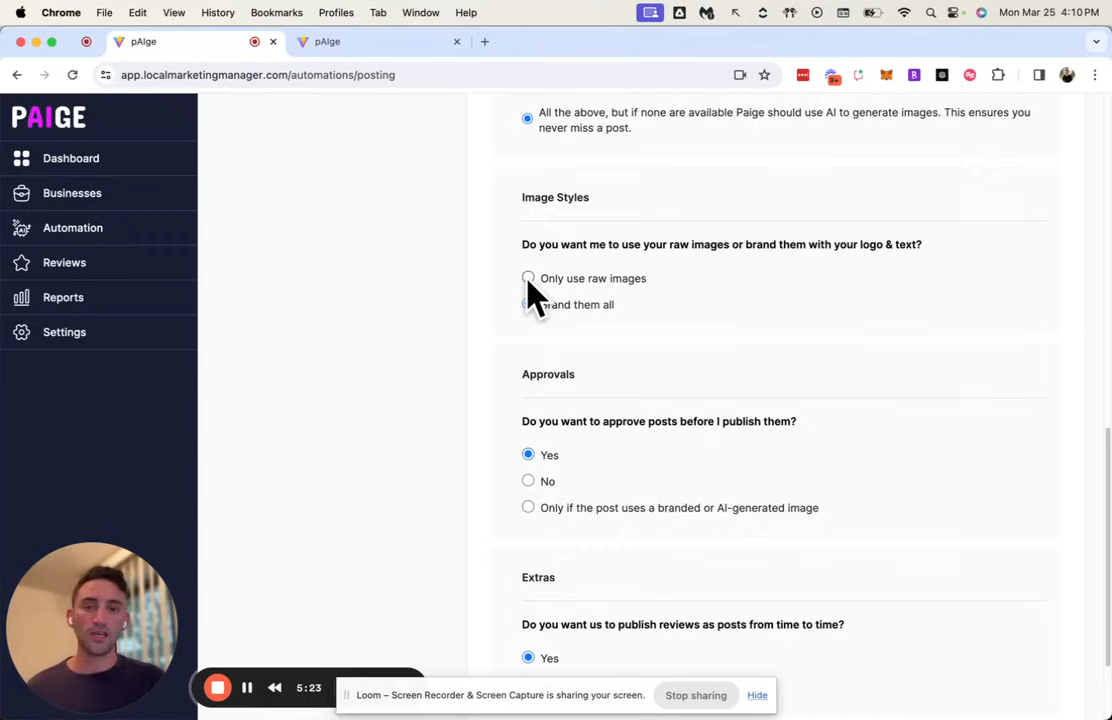 Chrome File Edit View History Bookmarks Profiles Tab Window Help Mon Mar 25 4:10 PM
pAIge pAIge
app.localmarketingmanager.com/automations/posting
9+
PAIGE
Dashboard
Businesses
Automation
Reviews
Reports
Settings
All the above, but if none are available Paige should use AI to generate images. This ensures you
never miss a post.
Image Styles
Do you want me to use your raw images or brand them with your logo & text?
Only use raw images
Brand them all
Approvals
Do you want to approve posts before I publish them?
Yes
No
Only if the post uses a branded or AI-generated image
Extras
Do you want us to publish reviews as posts from time to time?
Yes
5:23
Loom – Screen Recorder & Screen Capture is sharing your screen. Stop sharing Hide